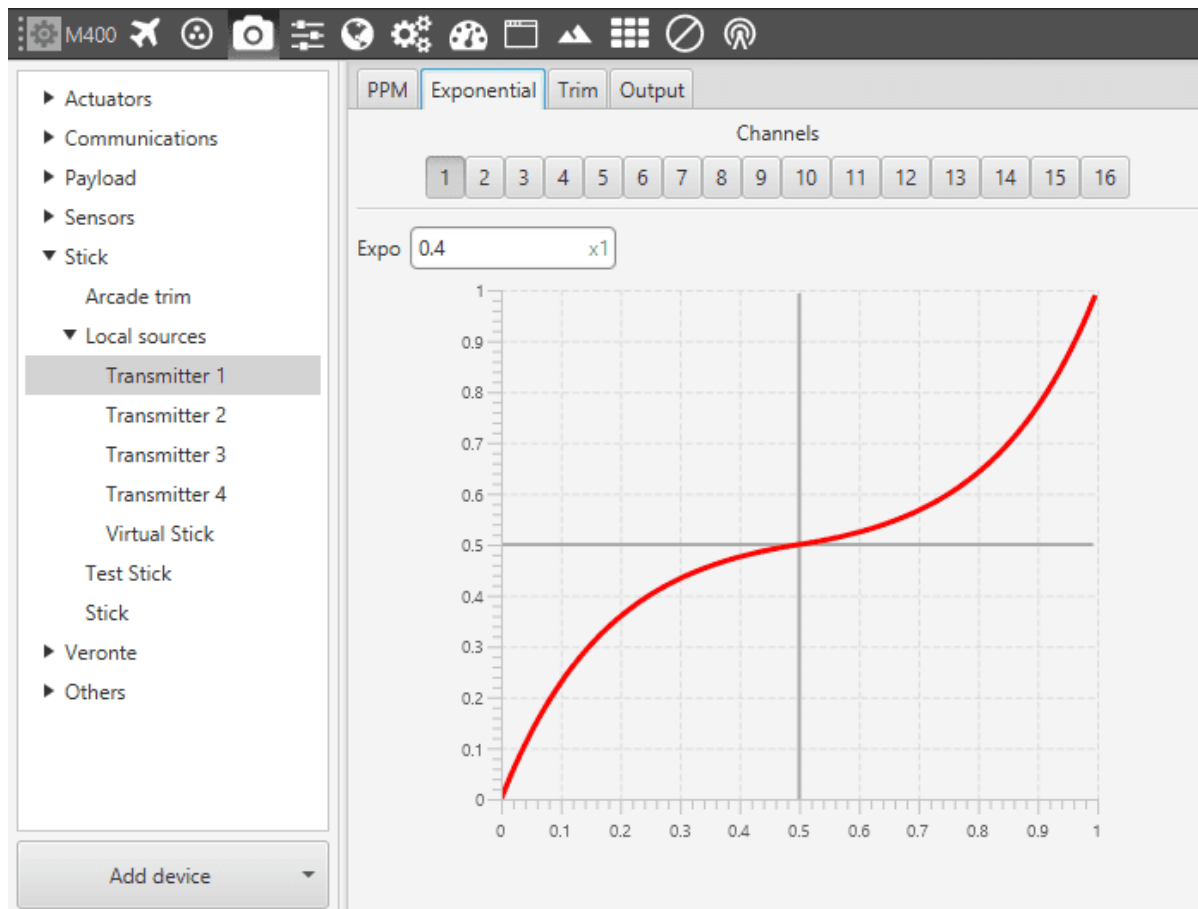 M400
Actuators
Communications
Payload
Sensors
Stick
Arcade trim
Local sources
Transmitter 1
Transmitter 2
Transmitter 3
Transmitter 4
Virtual Stick
Test Stick
Stick
Veronte
Others
Add device
PPM Exponential Trim Output
Channels
1 2 3 4 5 6 7 8 9 10 11 12 13 14 15 16
Expo 0.4 x1
1
0.9
0.8
0.7
0.6
0.5
0.4
0.3
0.2
0.1
0
0 0.1 0.2 0.3 0.4 0.5 0.6 0.7 0.8 0.9 1